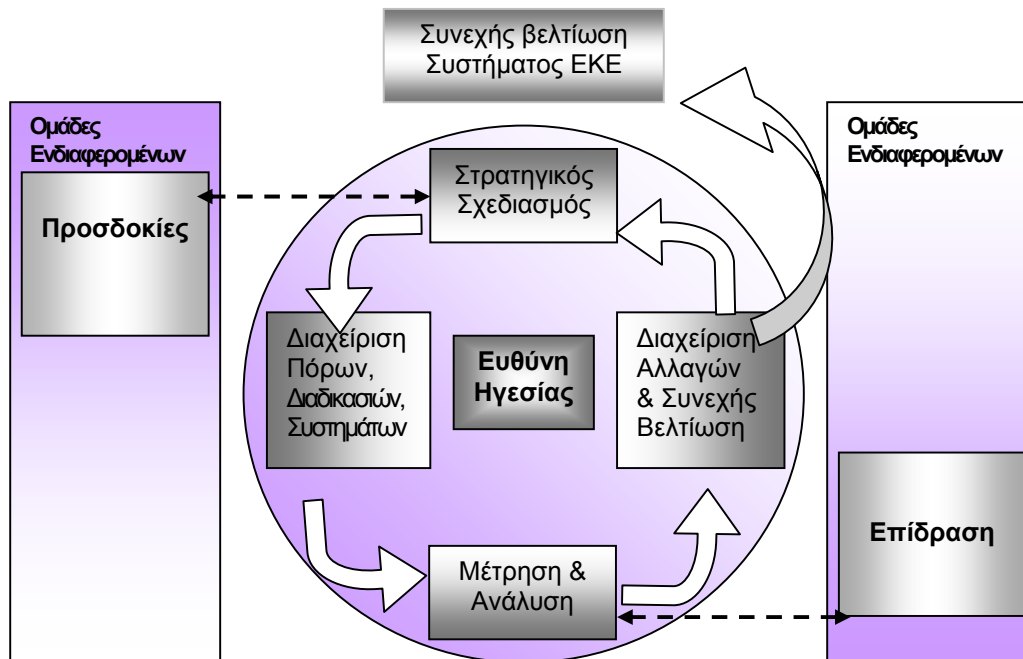 Συνεχής βελτίωση
Συστήματος ΕΚΕ
Ομάδες
Ενδιαφερομένων
Προσδοκίες
Στρατηγικός
Σχεδιασμός
Ομάδες
Ενδιαφερομένων
Διαχείριση
Πόρων,
Διαδικασιών,
Συστημάτων
Ευθύνη
Ηγεσίας
Διαχείριση
Αλλαγών
& Συνεχής
Βελτίωση
Μέτρηση &
Ανάλυση
Επίδραση